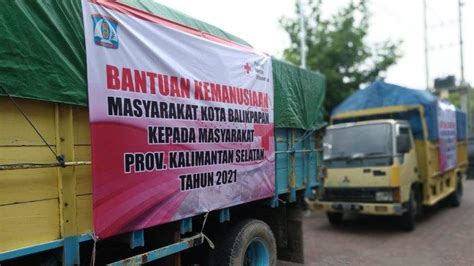 BANTUAN KEMANUSIAAN
MASYARAKAT KOTA BALIKPAPAN
KEPADA MASYARAKAT
PROV. KALIMANTAN SELATAN
TAHUN 2021